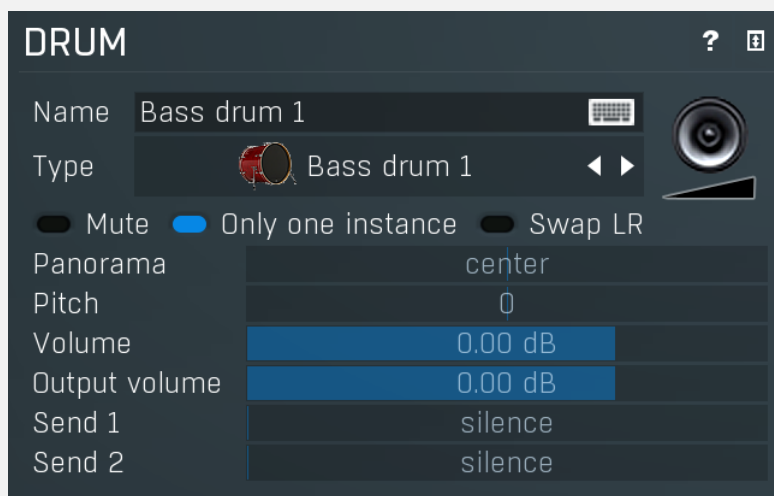 DRUM ?
Name Bass drum 1
Type Bass drum 1
Mute Only one instance Swap LR
Panorama center
Pitch 0
Volume 0.00 dB
Output volume 0.00 dB
Send 1 silence
Send 2 silence